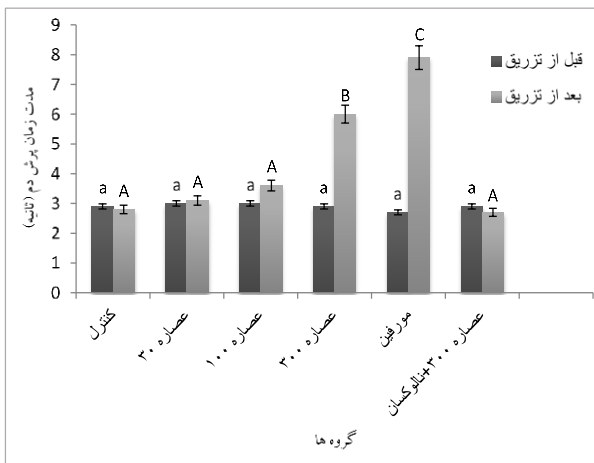 مدت زمان پرش دم (ثانیه)
9
8
7
6
5
4
3
2
1
0
قبل از تزریق
بعد از تزریق
a A
a A
a A
a B
a C
a A
کنترل
عصاره ۳۰
عصاره ۱۰۰
عصاره ۳۰۰
مورفین
عصاره ۳۰۰+نالوکسان
گروه ها